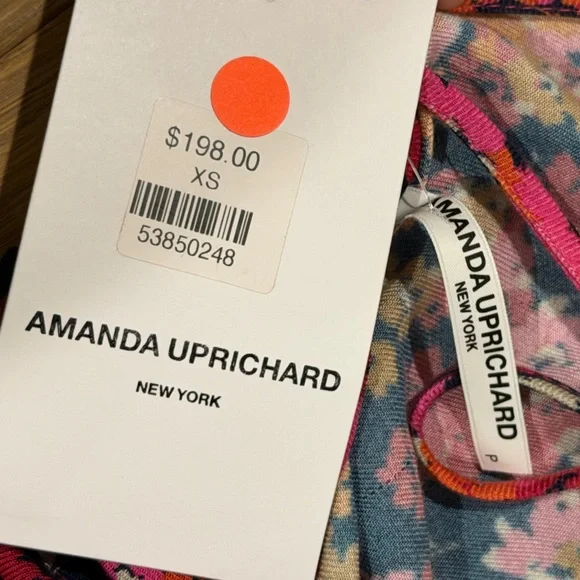 $198.00
XS
53850248
AMANDA UPRICHARD
NEW YORK
AMANDA UPRICHARD
NEW YORK
P